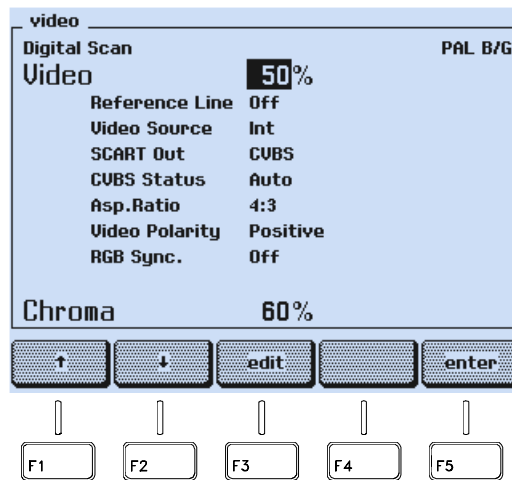 video
Digital Scan PAL B/G
Video 50%
Reference Line Off
Video Source Int
SCART Out CVBS
CVBS Status Auto
Asp.Ratio 4:3
Video Polarity Positive
RGB Sync. Off
Chroma 60%
↑ ↓ edit enter
F1 F2 F3 F4 F5